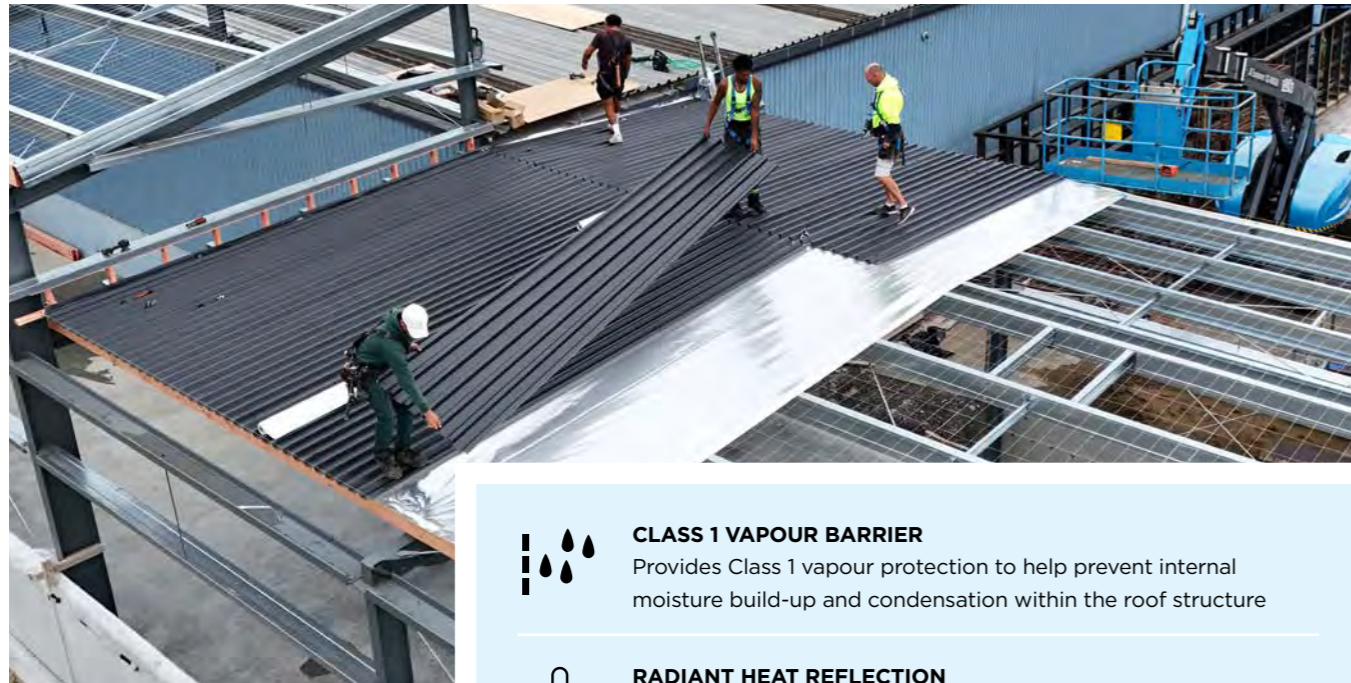 CLASS 1 VAPOUR BARRIER
Provides Class 1 vapour protection to help prevent internal
moisture build-up and condensation within the roof structure
RADIANT HEAT REFLECTION